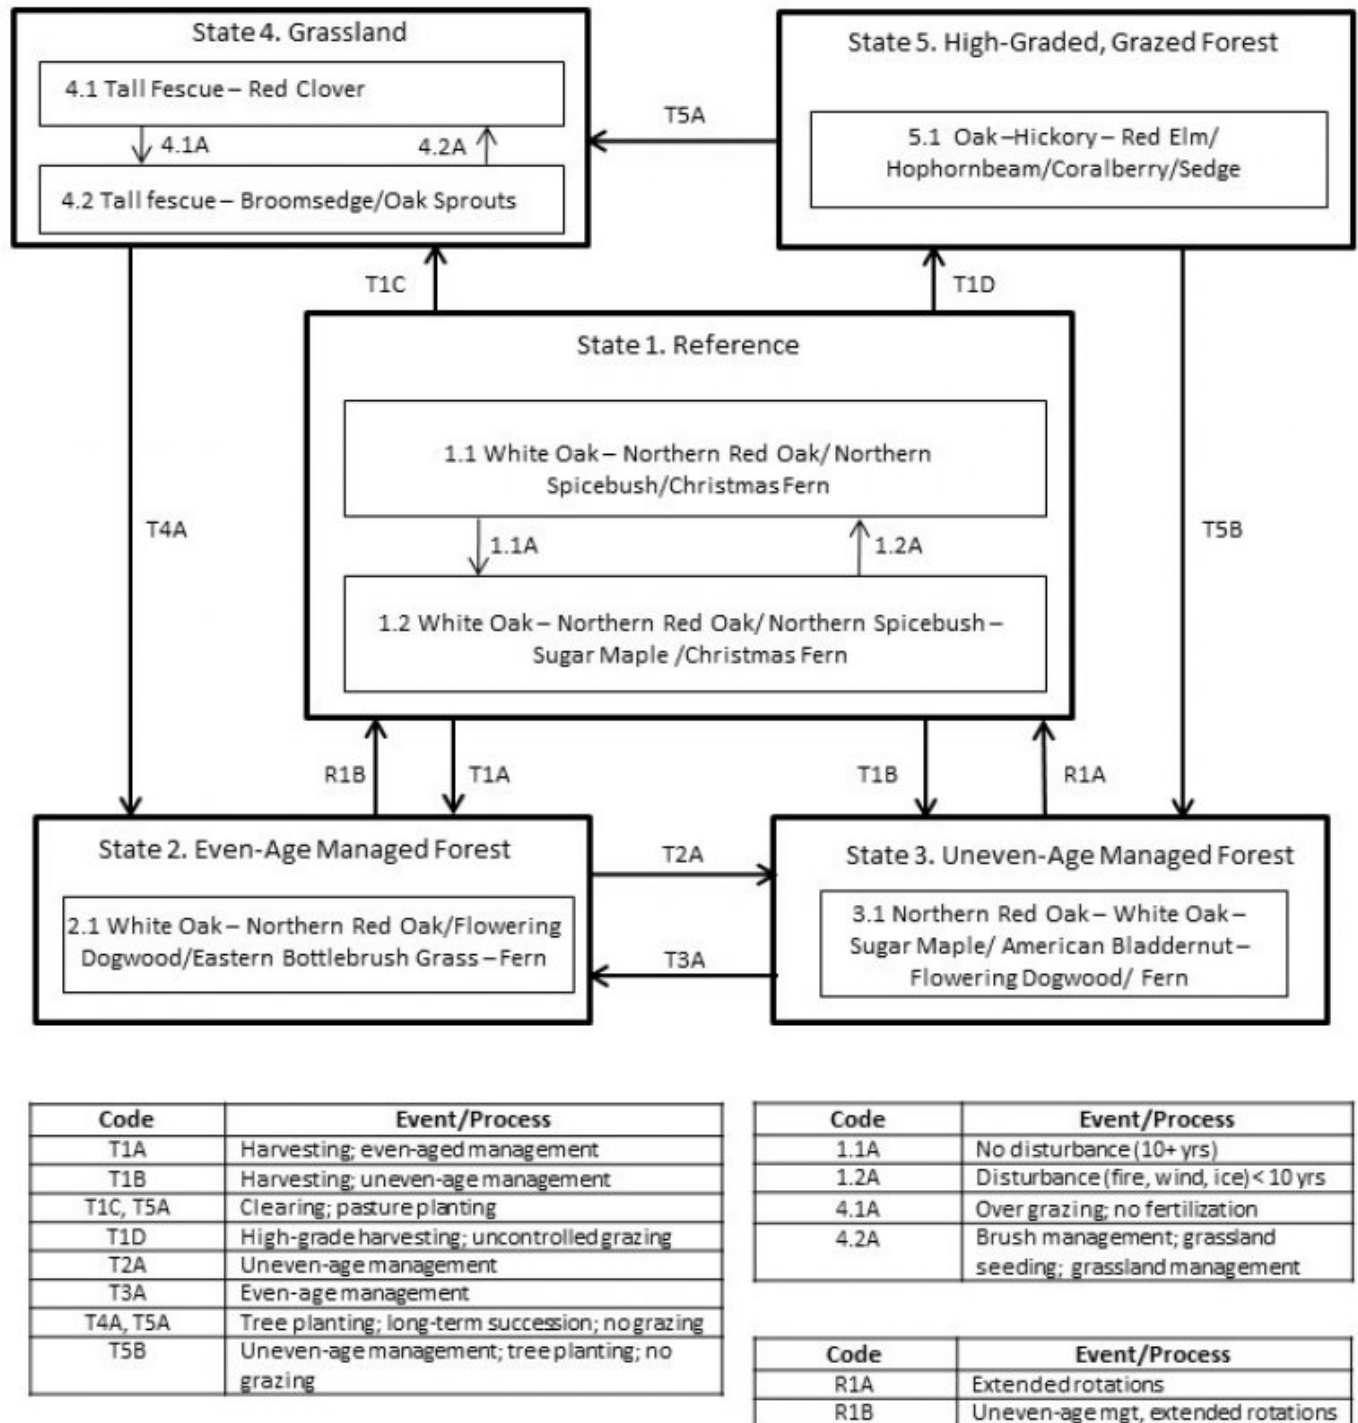 State 4. Grassland
4.1 Tall Fescue – Red Clover
4.1A
4.2A
4.2 Tall fescue – Broomsedge/Oak Sprouts
T5A
State 5. High-Graded, Grazed Forest
5.1 Oak –Hickory – Red Elm/
Hophornbeam/Coralberry/Sedge
T1C
T1D
State 1. Reference
1.1 White Oak – Northern Red Oak/ Northern
Spicebush/Christmas Fern
1.1A
1.2A
1.2 White Oak – Northern Red Oak/ Northern Spicebush –
Sugar Maple /Christmas Fern
T4A
T5B
R1B
T1A
T1B
R1A
State 2. Even-Age Managed Forest
2.1 White Oak – Northern Red Oak/Flowering
Dogwood/Eastern Bottlebrush Grass – Fern
T2A
T3A
State 3. Uneven-Age Managed Forest
3.1 Northern Red Oak – White Oak –
Sugar Maple/ American Bladdernut –
Flowering Dogwood/ Fern
Code Event/Process
T1A Harvesting; even-aged management
T1B Harvesting; uneven-age management
T1C, T5A Clearing; pasture planting
T1D High-grade harvesting; uncontrolled grazing
T2A Uneven-age management
T3A Even-age management
T4A, T5A Tree planting; long-term succession; no grazing
T5B Uneven-age management; tree planting; no
grazing
Code Event/Process
1.1A No disturbance (10+ yrs)
1.2A Disturbance (fire, wind, ice) < 10 yrs
4.1A Over grazing; no fertilization
4.2A Brush management; grassland
seeding; grassland management
Code Event/Process
R1A Extended rotations
R1B Uneven-age mgt, extended rotations